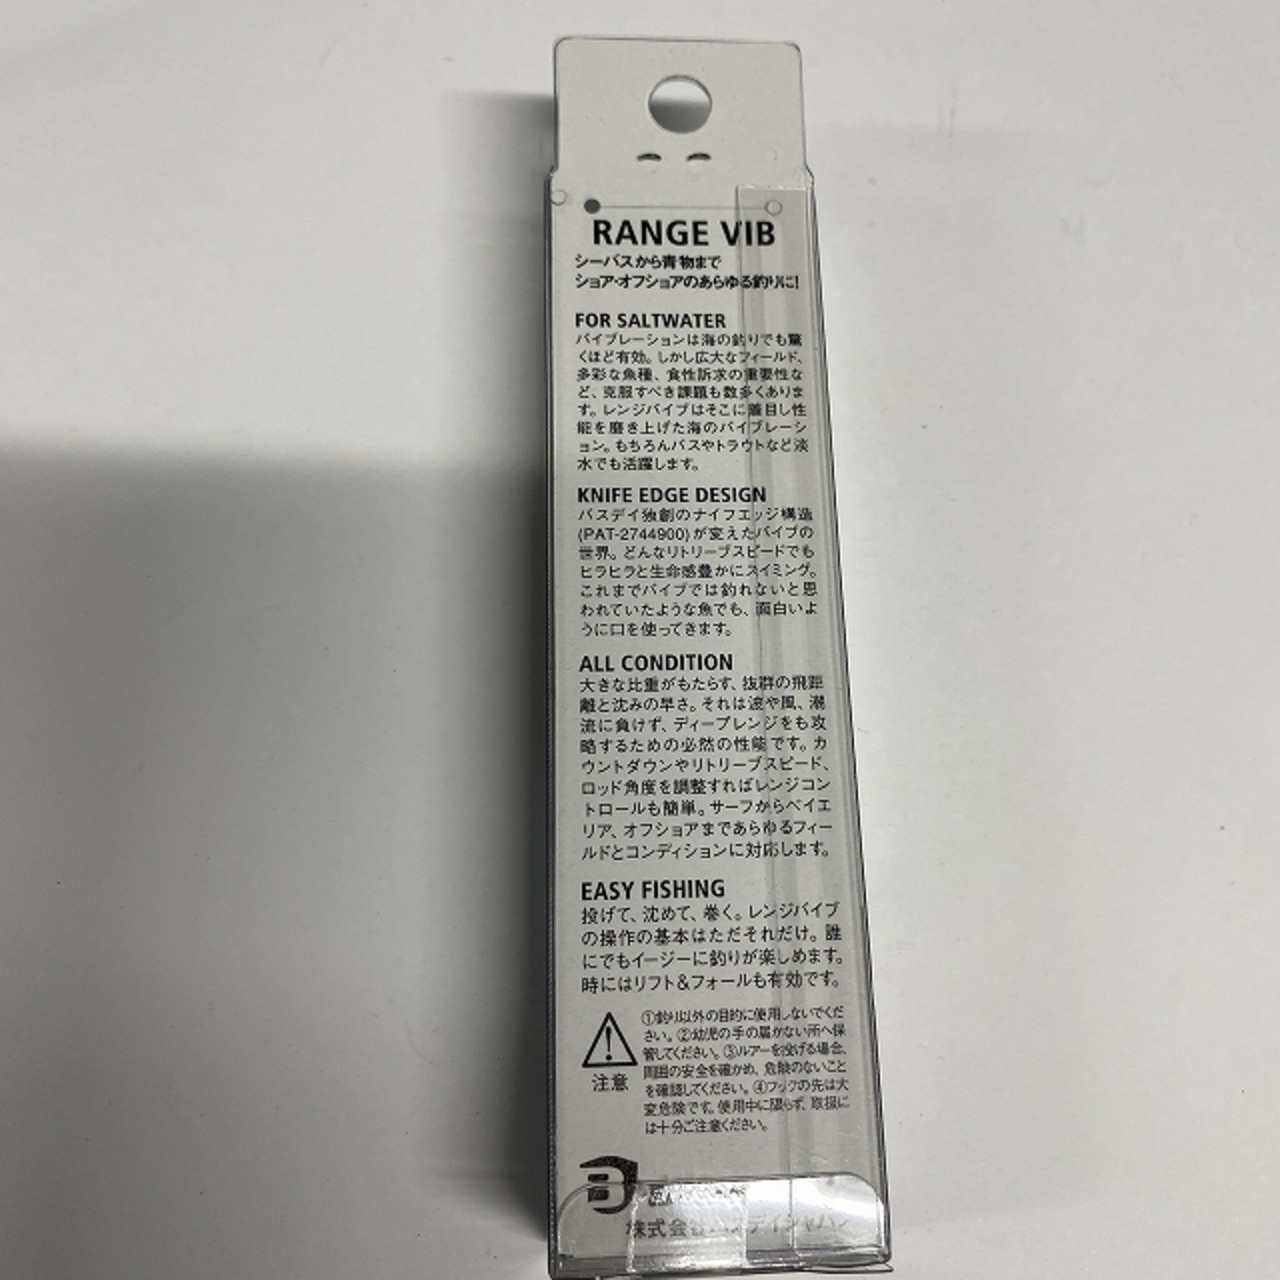 RANGE VIB
シーバスから青物まで
ショア・オフショアのあらゆる釣りに!
FOR SALTWATER
バイブレーションは海の釣りでも驚
くほど有効。しかし広大なフィールド、
多彩な魚種、食性訴求の重要性な
ど、克服すべき課題も数多くありま
す。レンジバイブはそこに着目し性
能を磨き上げた海のバイブレーシ
ョン。もちろんバスやトラウトなど淡
水でも活躍します。
KNIFE EDGE DESIGN
バスデイ独創のナイフエッジ構造
(PAT-2744900)が変えたバイブの
世界。どんなリトリーブスピードでも
ヒラヒラと生命感豊かにスイミング。
これまでバイブでは釣れないと思
われていたような魚でも、面白いよ
うに口を使ってきます。
ALL CONDITION
大きな比重がもたらす、抜群の飛距
離と沈みの早さ。それは波や風、潮
流に負けず、ディープレンジをも攻
略するための必然の性能です。カ
ウントダウンやリトリーブスピード、
ロッド角度を調整すればレンジコン
トロールも簡単。サーフからベイエ
リア、オフショアまであらゆるフィー
ルドとコンディションに対応します。
EASY FISHING
投げて、沈めて、巻く。レンジバイブ
の操作の基本はただそれだけ。誰
にでもイージーに釣りが楽しめます。
時にはリフト&フォールも有効です。
注意
①釣り以外の目的に使用しないでくだ
さい。②幼児の手の届かない所へ保
管してください。③ルアーを投げる場合、
周囲の安全を確かめ、危険のないこと
を確認してください。④フックの先は大
変危険です。使用中に限らず、取扱に
は十分ご注意ください。
株式会社バスデイジャパン